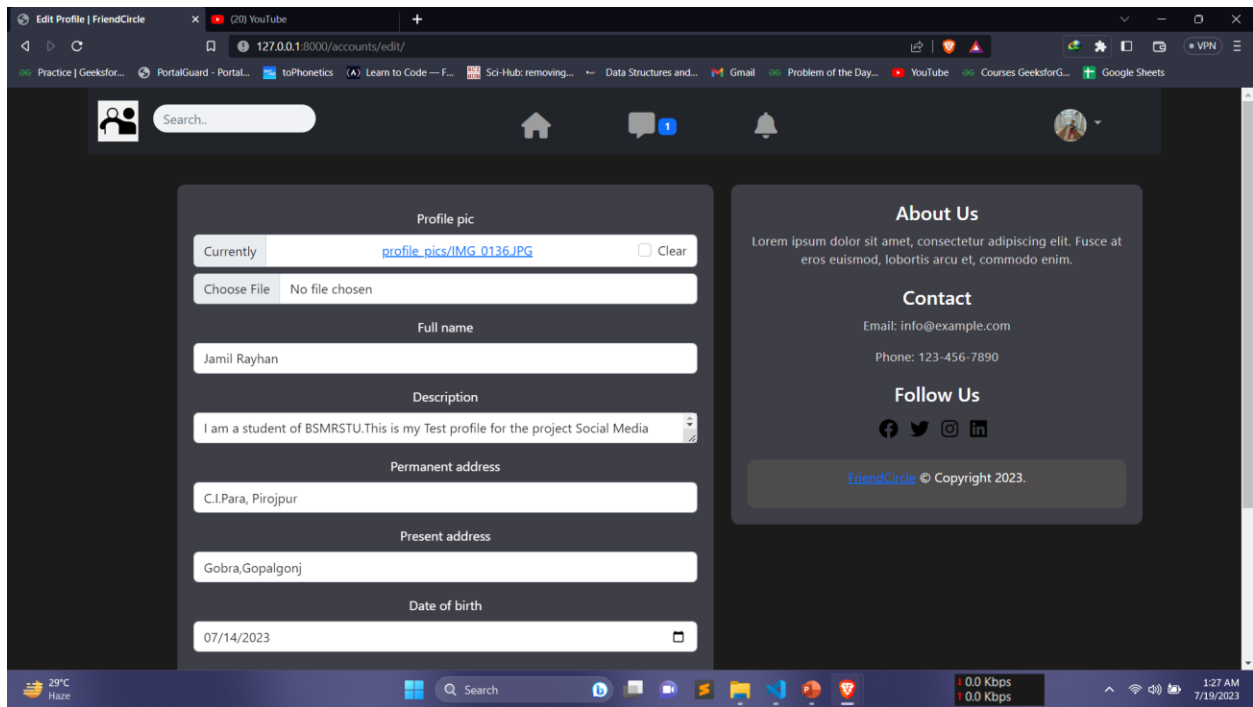 Edit Profile | FriendCircle
(20) YouTube
127.0.0.1:8000/accounts/edit/
VPN
Practice | Geeksfor...
PortalGuard - Portal...
toPhonetics
(A) Learn to Code — F...
Sci-Hub: removing...
Data Structures and...
Gmail
Problem of the Day...
YouTube
Courses GeeksforG...
Google Sheets
Search..
1
Profile pic
Currently profile_pics/IMG_0136.JPG Clear
Choose File No file chosen
Full name
Jamil Rayhan
Description
I am a student of BSMRSTU.This is my Test profile for the project Social Media
Permanent address
C.I.Para, Pirojpur
Present address
Gobra,Gopalgonj
Date of birth
07/14/2023
About Us
Lorem ipsum dolor sit amet, consectetur adipiscing elit. Fusce at
eros euismod, lobortis arcu et, commodo enim.
Contact
Email: info@example.com
Phone: 123-456-7890
Follow Us
FriendCircle © Copyright 2023.
29°C
Haze
Search
0.0 Kbps
0.0 Kbps
1:27 AM
7/19/2023